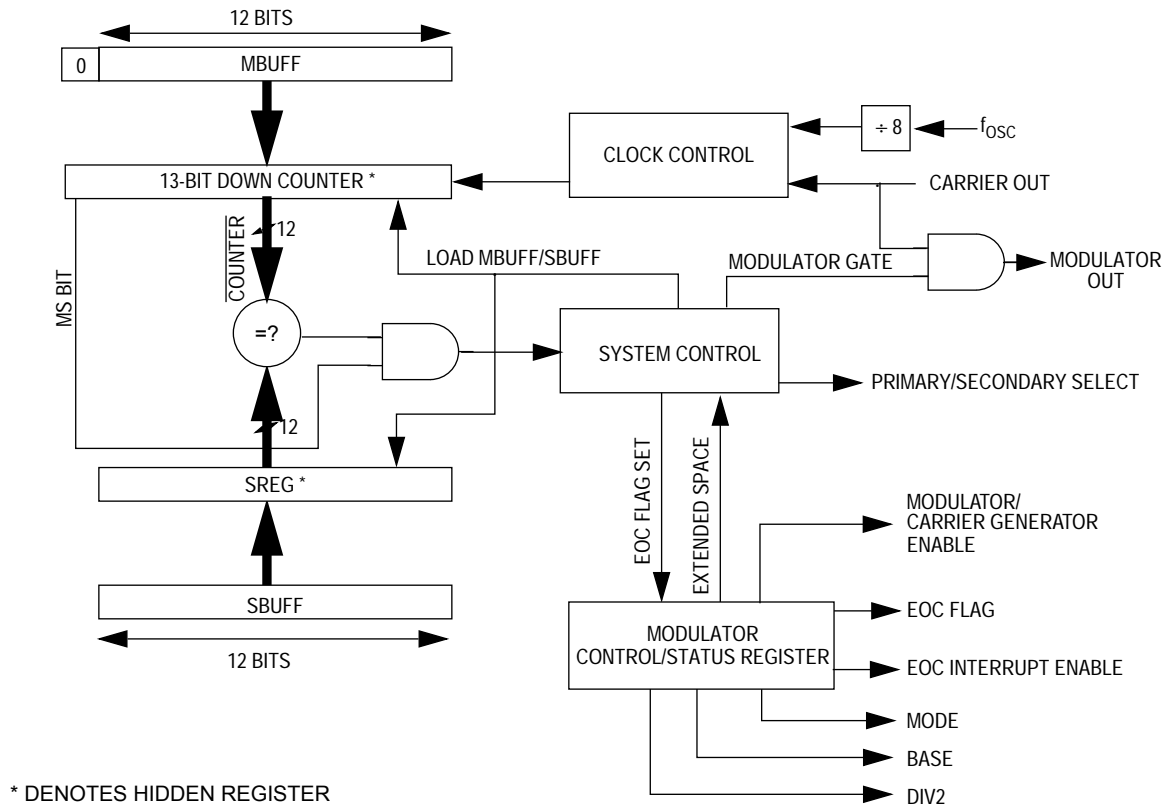 12 BITS
0
MBUFF
÷ 8
fOSC
CLOCK CONTROL
13-BIT DOWN COUNTER *
CARRIER OUT
12
COUNTER
LOAD MBUFF/SBUFF
MODULATOR GATE
MODULATOR
OUT
MS BIT
=?
SYSTEM CONTROL
PRIMARY/SECONDARY SELECT
12
SREG *
EOC FLAG SET
EXTENDED SPACE
MODULATOR/
CARRIER GENERATOR
ENABLE
SBUFF
EOC FLAG
12 BITS
MODULATOR
CONTROL/STATUS REGISTER
EOC INTERRUPT ENABLE
MODE
BASE
DIV2
* DENOTES HIDDEN REGISTER